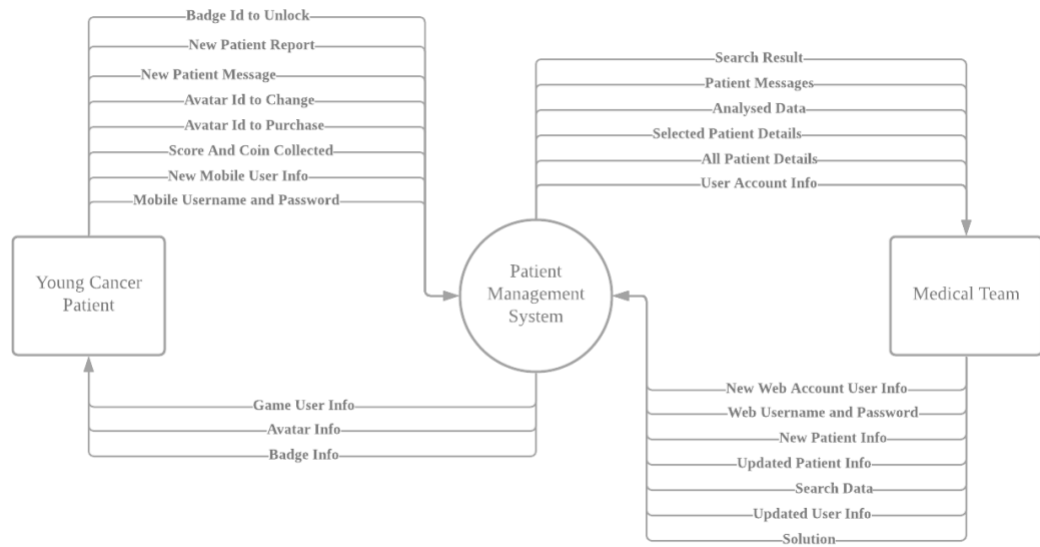 Badge Id to Unlock
New Patient Report
New Patient Message
Avatar Id to Change
Avatar Id to Purchase
Score And Coin Collected
New Mobile User Info
Mobile Username and Password
Search Result
Patient Messages
Analysed Data
Selected Patient Details
All Patient Details
User Account Info
Young Cancer
Patient
Patient
Management
System
Medical Team
Game User Info
Avatar Info
Badge Info
New Web Account User Info
Web Username and Password
New Patient Info
Updated Patient Info
Search Data
Updated User Info
Solution